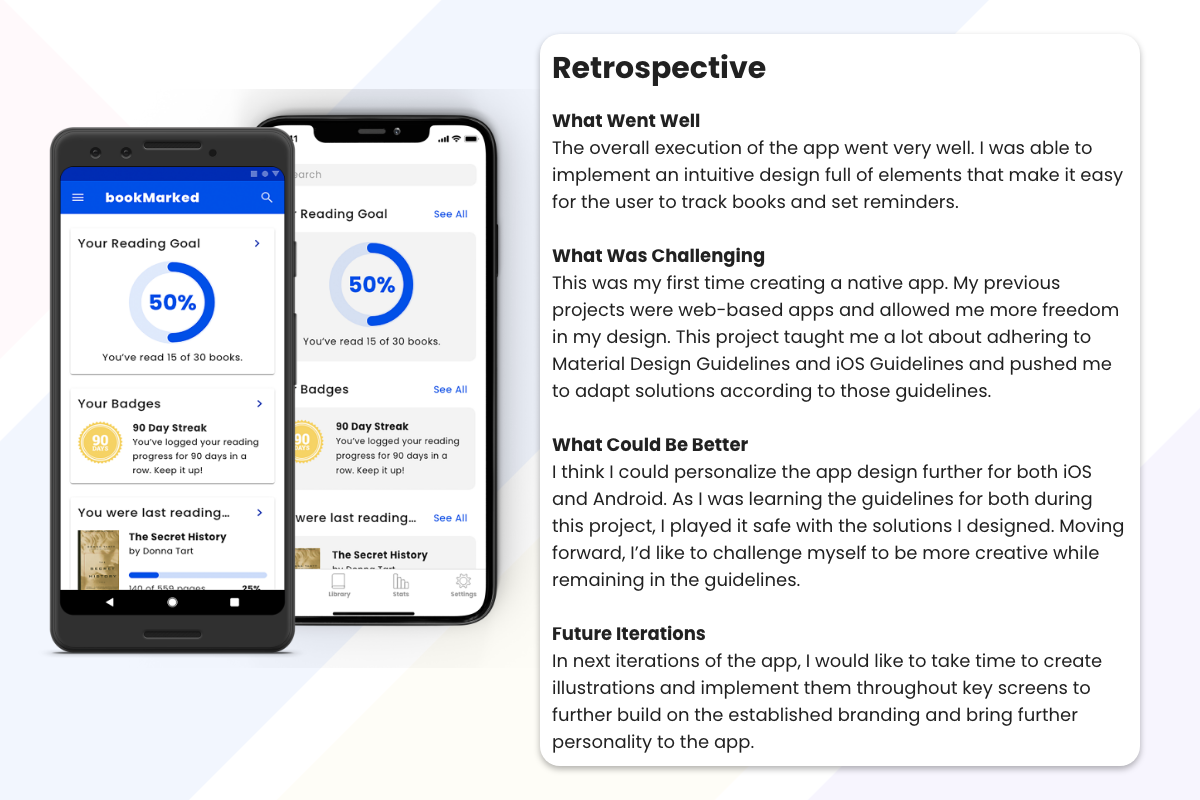 bookMarked
Your Reading Goal
50%
You've read 15 of 30 books.
Your Badges
90
DAYS
90 Day Streak
You've logged your reading
progress for 90 days in a
row. Keep it up!
You were last reading...
The Secret History
by Donna Tart
140 of 559 pages
25%
11
earch
Reading Goal
See All
50%
You've read 15 of 30 books.
Badges
See All
90
DAYS
90 Day Streak
You've logged your reading
progress for 90 days in a
row. Keep it up!
were last reading...
See All
The Secret History
by Donna Tart
Library
Stats
Settings
Retrospective
What Went Well
The overall execution of the app went very well. I was able to
implement an intuitive design full of elements that make it easy
for the user to track books and set reminders.
What Was Challenging
This was my first time creating a native app. My previous
projects were web-based apps and allowed me more freedom
in my design. This project taught me a lot about adhering to
Material Design Guidelines and iOS Guidelines and pushed me
to adapt solutions according to those guidelines.
What Could Be Better
I think I could personalize the app design further for both iOS
and Android. As I was learning the guidelines for both during
this project, I played it safe with the solutions I designed. Moving
forward, I'd like to challenge myself to be more creative while
remaining in the guidelines.
Future Iterations
In next iterations of the app, I would like to take time to create
illustrations and implement them throughout key screens to
further build on the established branding and bring further
personality to the app.